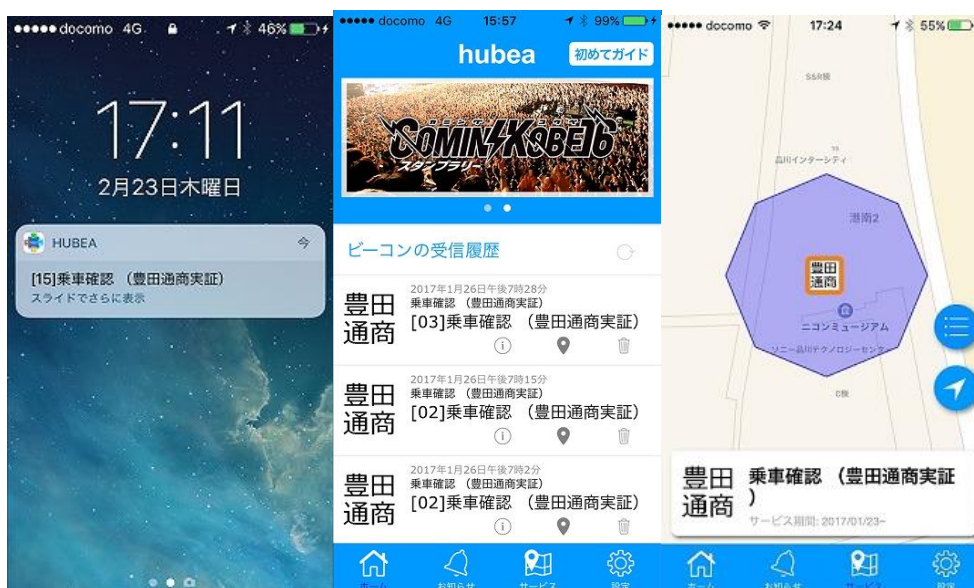 docomo 4G 46%
17:11
2月23日木曜日
HUBEA 今
[15]乗車確認 （豊田通商実証）
スライドでさらに表示
docomo 4G 15:57 99%
hubea 初めてガイド
COMIN'KOBE16
スタンプラリー
ビーコンの受信履歴
豊田
通商
2017年1月26日午後7時28分
乗車確認 （豊田通商実証）
[03]乗車確認 （豊田通商実証）
豊田
通商
2017年1月26日午後7時15分
乗車確認 （豊田通商実証）
[02]乗車確認 （豊田通商実証）
豊田
通商
2017年1月26日午後7時2分
乗車確認 （豊田通商実証）
[02]乗車確認 （豊田通商実証）
ホーム お知らせ サービス 設定
docomo 17:24 55%
S&R棟
品川インターシティ
港南2
豊田
通商
ニコンミュージアム
ソニー品川テクノロジーセンター
C棟
豊田
通商
乗車確認 （豊田通商実証
）
サービス期間: 2017/01/23~
ホーム お知らせ サービス 設定